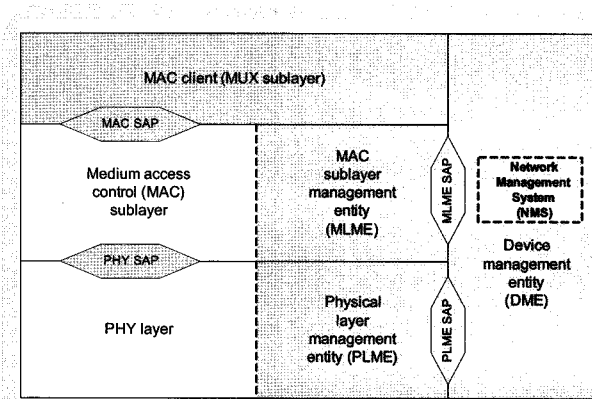 MAC client (MUX sublayer)
MAC SAP
Medium access
control (MAC)
sublayer
MAC
sublayer
management
entity
(MLME)
MLME SAP
Network
Management
System
(NMS)
Device
management
entity
(DME)
PHY SAP
PHY layer
Physical
layer
management
entity (PLME)
PLME SAP